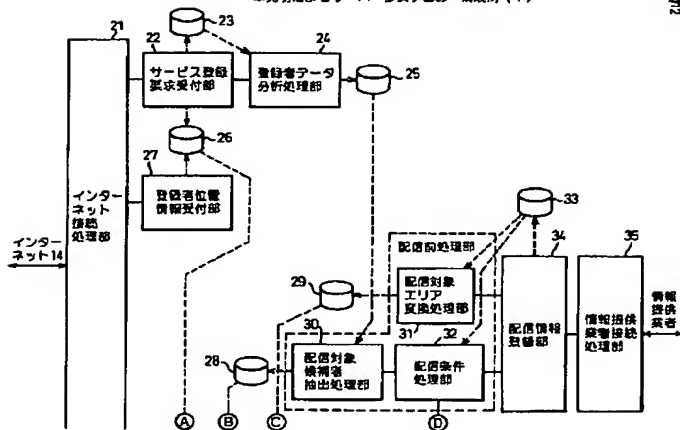 21
22
サービス登録
要求受付部
23
24
登録者データ
分析処理部
25
26
27
登録者位置
情報受付部
インター
ネット
接続
処理部
インター
ネット14
33
34
35
配信前処理部
29
配信対象
エリア
変換処理部
31
30
32
配信対象
候補者
抽出処理部
配信条件
処理部
28
配信情報
登録部
情報提供
業者接続
処理部
情報
提供
業者
A
B
C
D